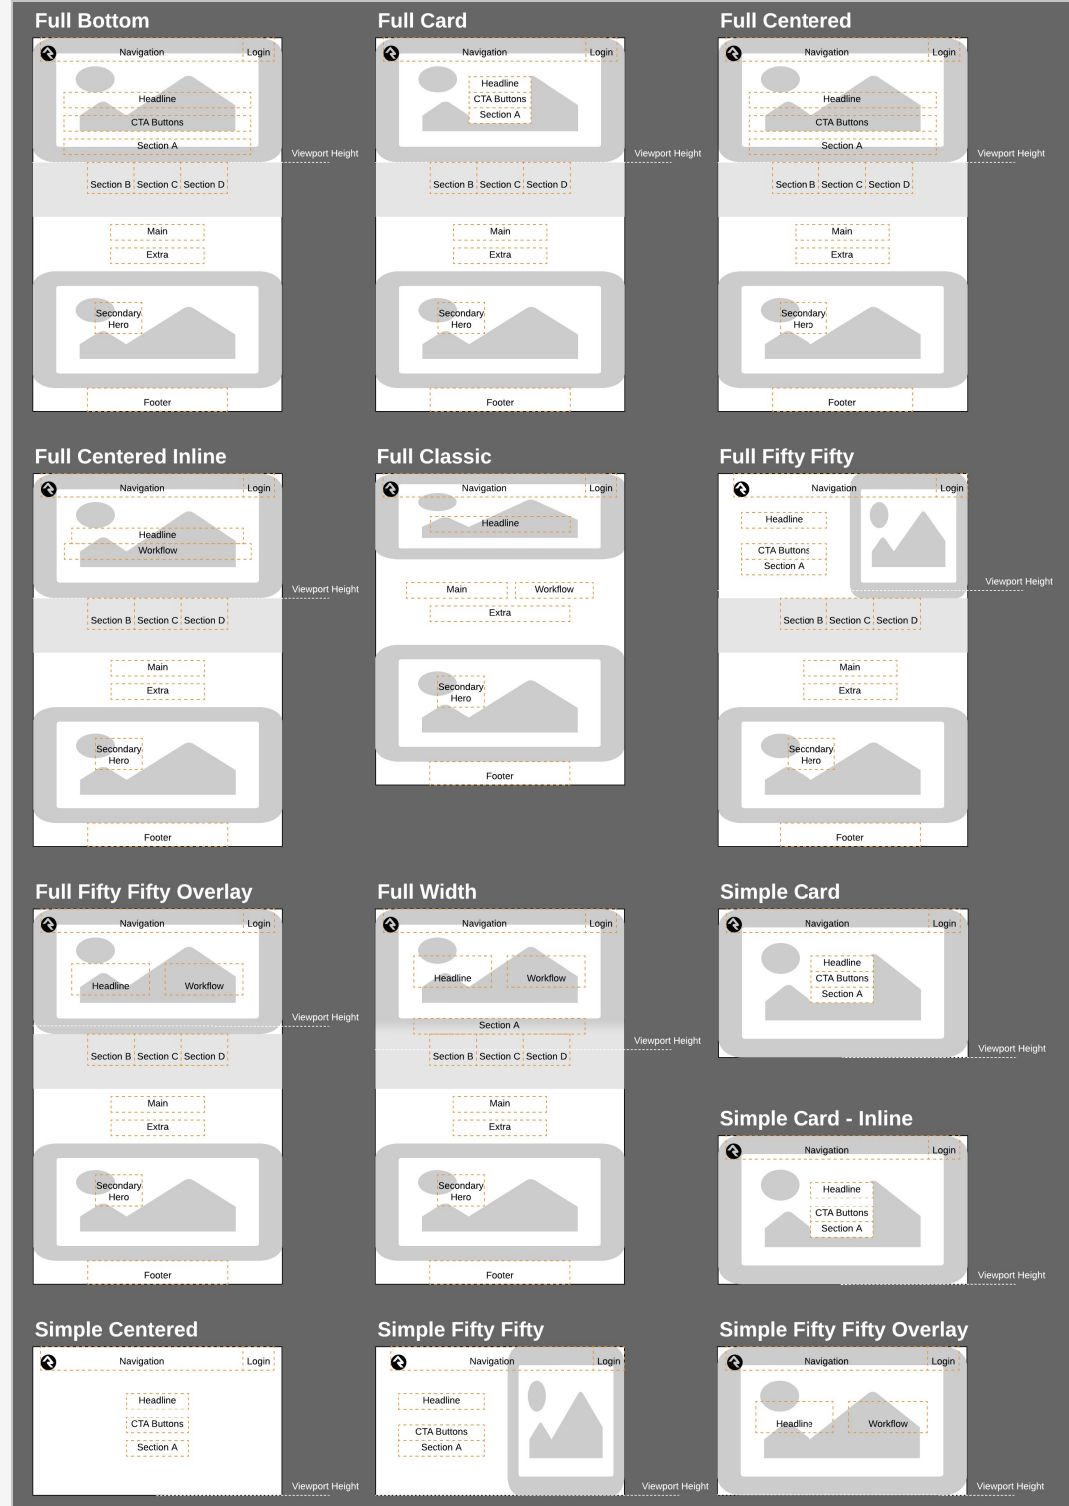 Full Bottom
Navigation
Login
Headline
CTA Buttons
Section A
Viewport Height
Section B
Section C
Section D
Main
Extra
Secondary
Hero
Footer
Full Card
Navigation
Login
Headline
CTA Buttons
Section A
Viewport Height
Section B
Section C
Section D
Main
Extra
Secondary
Hero
Footer
Full Centered
Navigation
Login
Headline
CTA Buttons
Section A
Viewport Height
Section B
Section C
Section D
Main
Extra
Secondary
Hero
Footer
Full Centered Inline
Navigation
Login
Headline
Workflow
Viewport Height
Section B
Section C
Section D
Main
Extra
Secondary
Hero
Footer
Full Classic
Navigation
Login
Headline
Main
Workflow
Extra
Secondary
Hero
Footer
Full Fifty Fifty
Navigation
Login
Headline
CTA Buttons
Section A
Viewport Height
Section B
Section C
Section D
Main
Extra
Secondary
Hero
Footer
Full Fifty Fifty Overlay
Navigation
Login
Headline
Workflow
Viewport Height
Section B
Section C
Section D
Main
Extra
Secondary
Hero
Footer
Full Width
Navigation
Login
Headline
Workflow
Section A
Viewport Height
Section B
Section C
Section D
Main
Extra
Secondary
Hero
Footer
Simple Card
Navigation
Login
Headline
CTA Buttons
Section A
Viewport Height
Simple Card - Inline
Navigation
Login
Headline
CTA Buttons
Section A
Viewport Height
Simple Centered
Navigation
Login
Headline
CTA Buttons
Section A
Viewport Height
Simple Fifty Fifty
Navigation
Login
Headline
CTA Buttons
Section A
Viewport Height
Simple Fifty Fifty Overlay
Navigation
Login
Headline
Workflow
Viewport Height